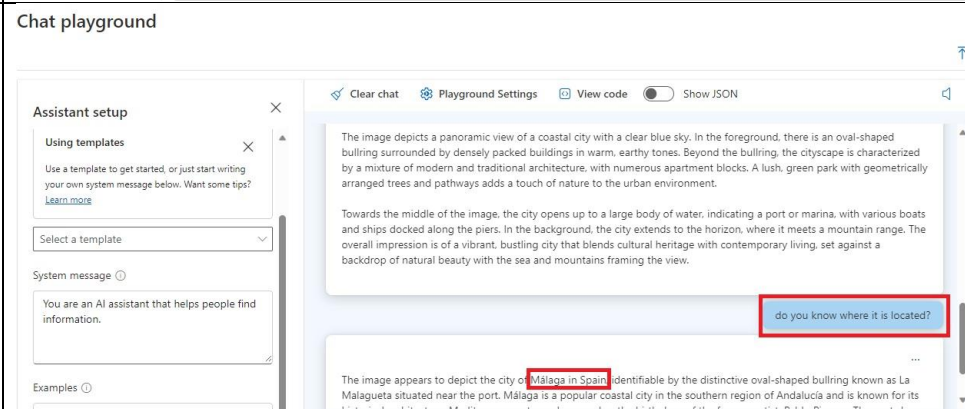 Chat playground
Clear chat
Playground Settings
View code
Show JSON
Assistant setup
Using templates
Use a template to get started, or just start writing
your own system message below. Want some tips?
Learn more
Select a template
System message
You are an AI assistant that helps people find
information.
Examples
The image depicts a panoramic view of a coastal city with a clear blue sky. In the foreground, there is an oval-shaped
bullring surrounded by densely packed buildings in warm, earthy tones. Beyond the bullring, the cityscape is characterized
by a mixture of modern and traditional architecture, with numerous apartment blocks. A lush, green park with geometrically
arranged trees and pathways adds a touch of nature to the urban environment.
Towards the middle of the image, the city opens up to a large body of water, indicating a port or marina, with various boats
and ships docked along the piers. In the background, the city extends to the horizon, where it meets a mountain range. The
overall impression is of a vibrant, bustling city that blends cultural heritage with contemporary living, set against a
backdrop of natural beauty with the sea and mountains framing the view.
do you know where it is located?
The image appears to depict the city of Málaga in Spain, identifiable by the distinctive oval-shaped bullring known as La
Malagueta situated near the port. Málaga is a popular coastal city in the southern region of Andalucía and is known for its